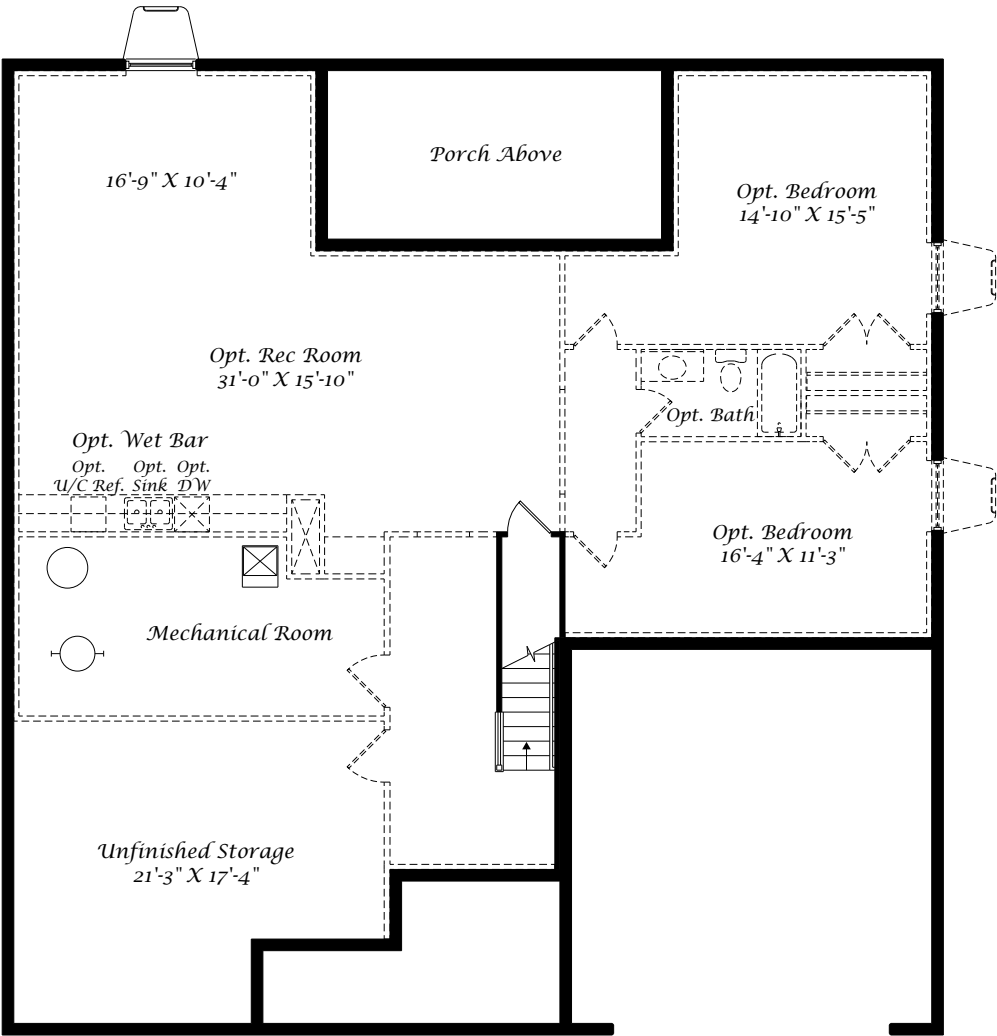 Porch Above
16'-9" X 10'-4"
Opt. Bedroom
14'-10" X 15'-5"
Opt. Rec Room
31'-0" X 15'-10"
Opt. Bath
Opt. Wet Bar
Opt.
U/C Ref.
Opt.
Sink
Opt.
DW
Opt. Bedroom
16'-4" X 11'-3"
Mechanical Room
Unfinished Storage
21'-3" X 17'-4"